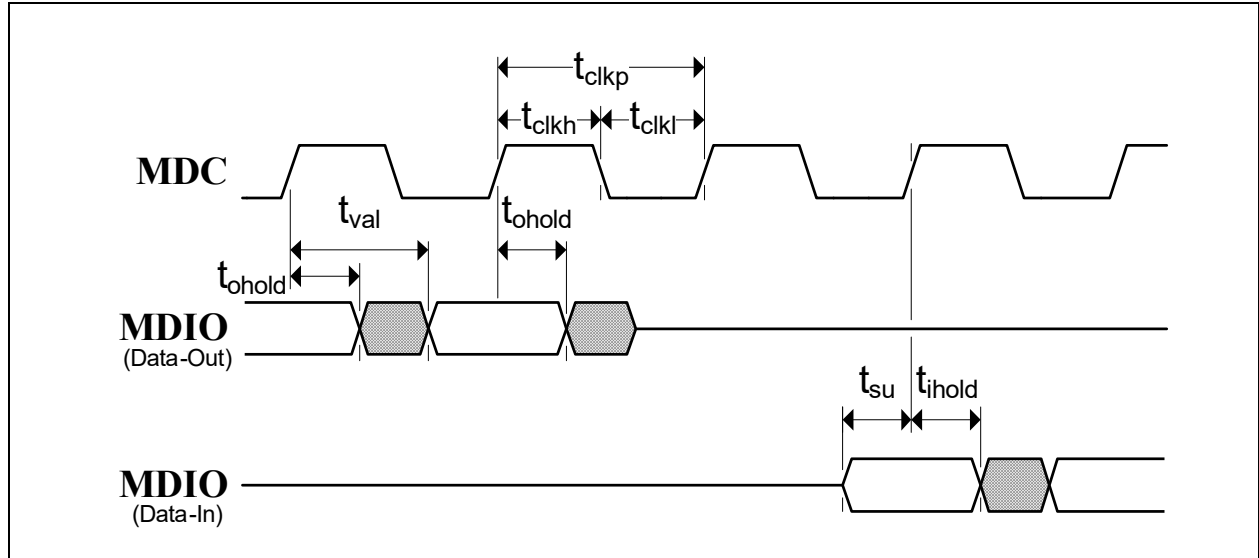 tclkp
tclkh tclkl
MDC
tval
tohold
tohold
MDIO
(Data-Out)
tsu tihold
MDIO
(Data-In)